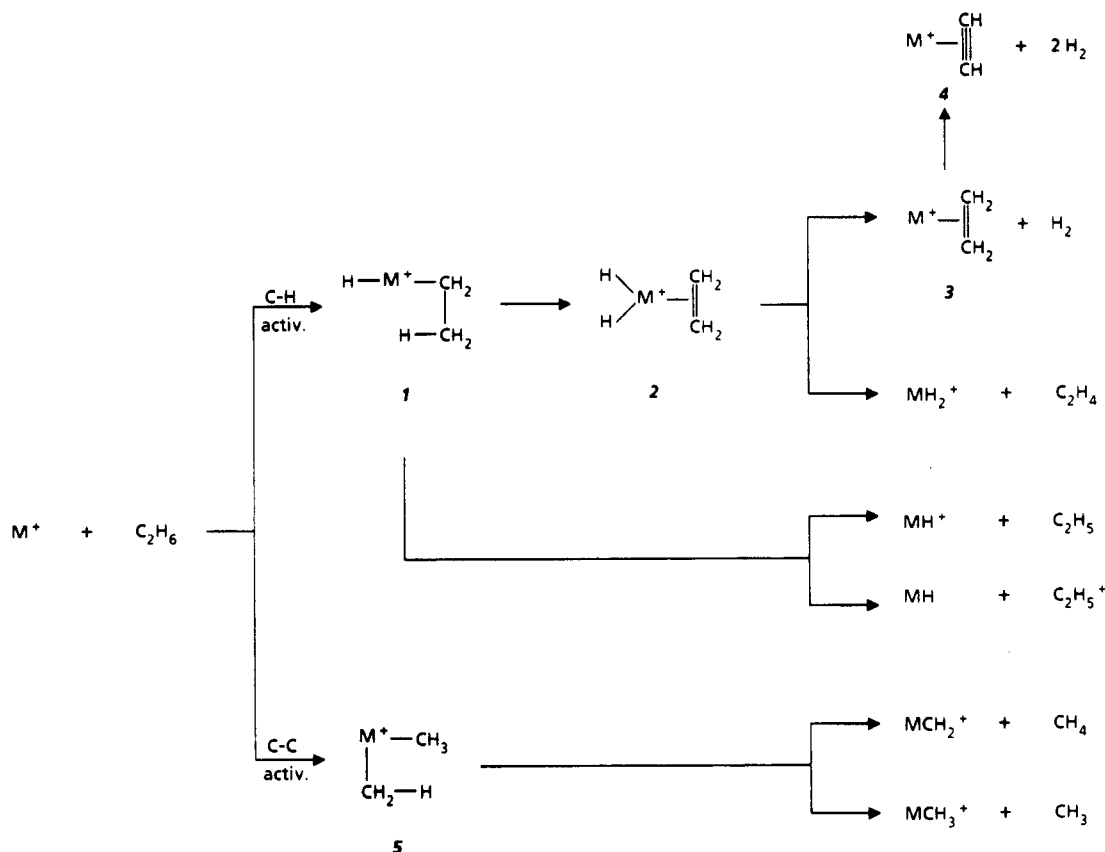 M⁺ — CH ≡ CH + 2 H₂
4
M⁺ — CH₂ = CH₂ + H₂
3
C-H
activ.
H — M⁺ — CH₂
H — CH₂
1
H
H
M⁺ — CH₂ = CH₂
2
MH₂⁺ + C₂H₄
M⁺ + C₂H₆
MH⁺ + C₂H₅
MH + C₂H₅⁺
C-C
activ.
M⁺ — CH₃
CH₂ — H
5
MCH₂⁺ + CH₄
MCH₃⁺ + CH₃